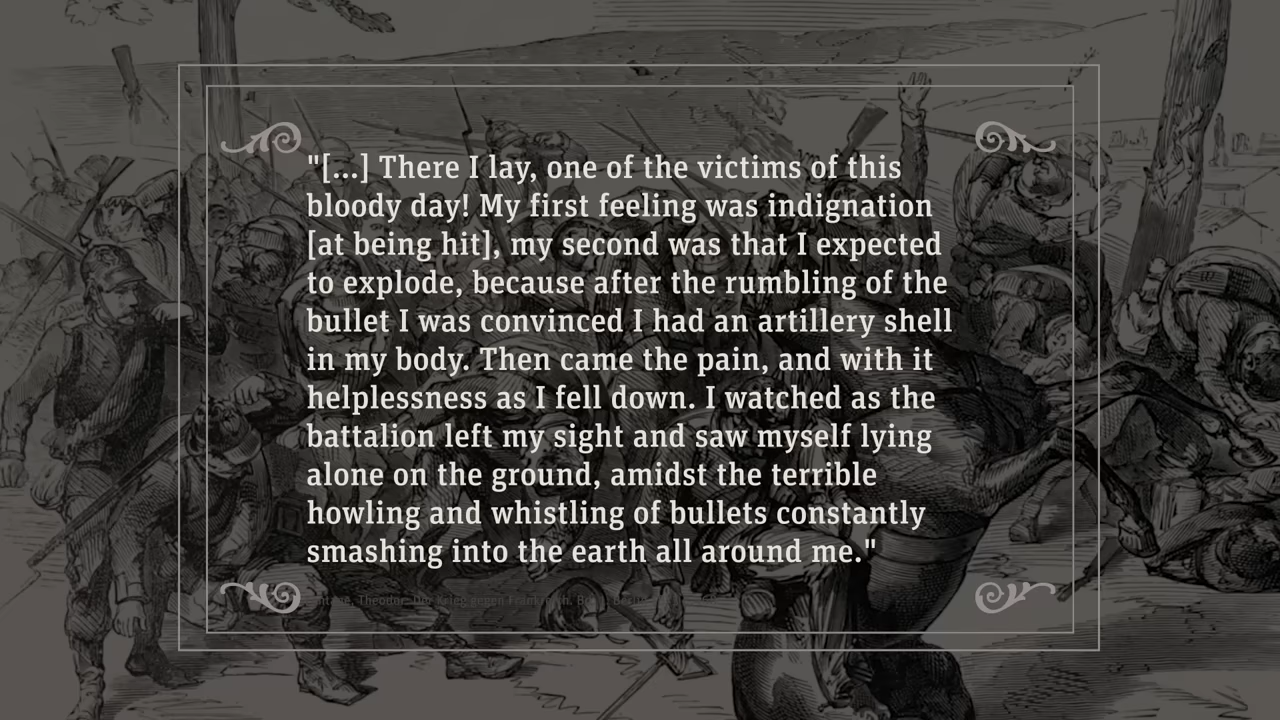 "[...] There I lay, one of the victims of this
bloody day! My first feeling was indignation
[at being hit], my second was that I expected
to explode, because after the rumbling of the
bullet I was convinced I had an artillery shell
in my body. Then came the pain, and with it
helplessness as I fell down. I watched as the
battalion left my sight and saw myself lying
alone on the ground, amidst the terrible
howling and whistling of bullets constantly
smashing into the earth all around me."
Theodor: Der Krieg gegen Frankreich.